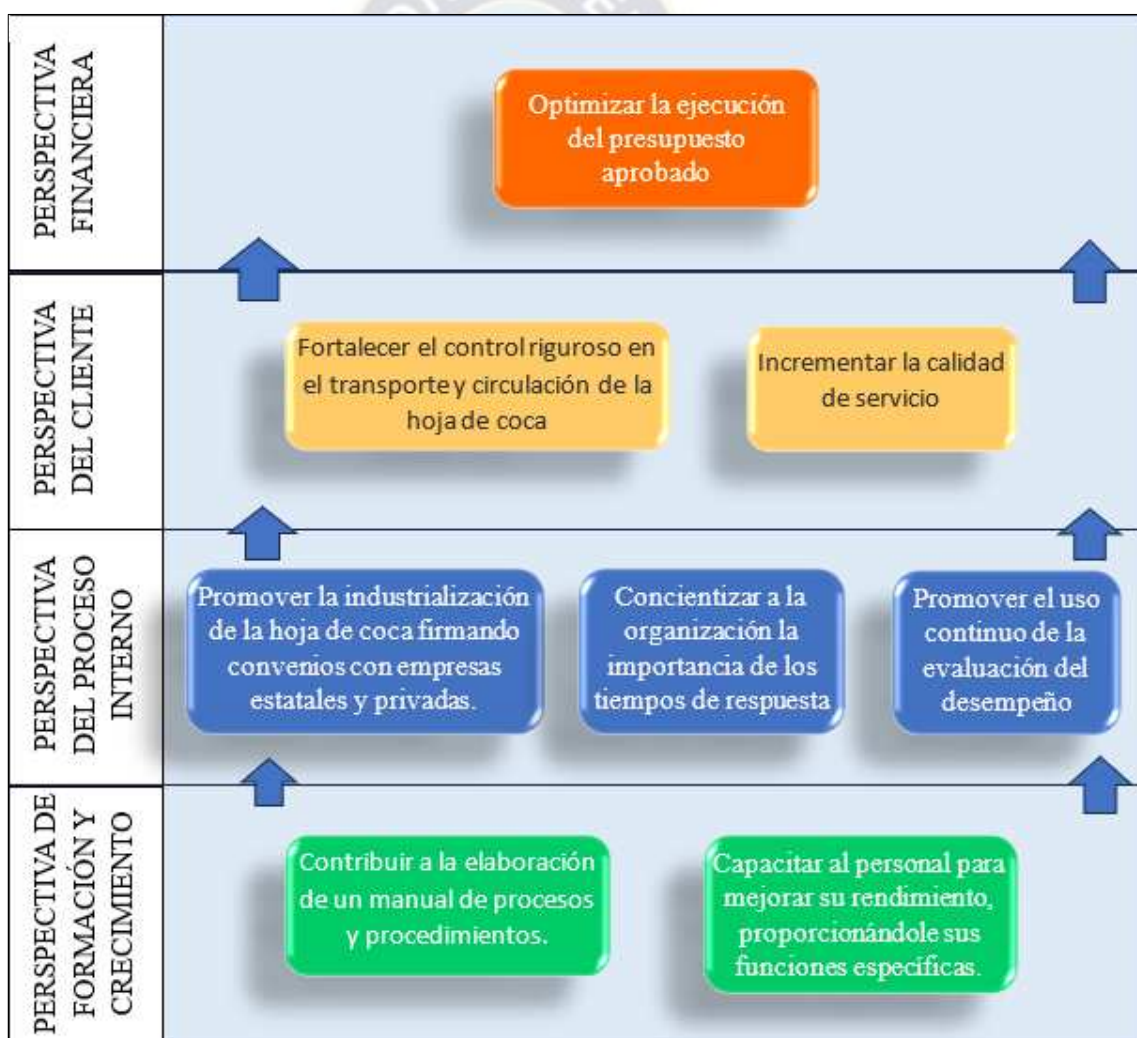 PERSPECTIVA
FINANCIERA
Optimizar la ejecución
del presupuesto
aprobado
PERSPECTIVA
DEL CLIENTE
Fortalecer el control riguroso en
el transporte y circulación de la
hoja de coca
Incrementar la calidad
de servicio
PERSPECTIVA
DEL PROCESO
INTERNO
Promover la industrialización
de la hoja de coca firmando
convenios con empresas
estatales y privadas.
Concientizar a la
organización la
importancia de los
tiempos de respuesta
Promover el uso
continuo de la
evaluación del
desempeño
PERSPECTIVA DE
FORMACIÓN Y
CRECIMIENTO
Contribuir a la elaboración
de un manual de procesos
y procedimientos.
Capacitar al personal para
mejorar su rendimiento,
proporcionándole sus
funciones específicas.